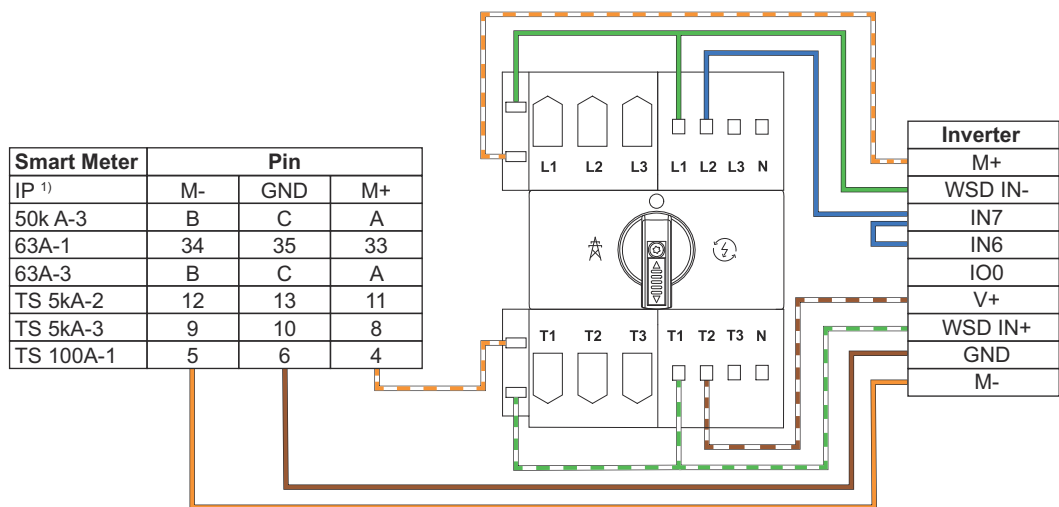 Smart Meter Pin
IP 1) M- GND M+
50k A-3 B C A
63A-1 34 35 33
63A-3 B C A
TS 5kA-2 12 13 11
TS 5kA-3 9 10 8
TS 100A-1 5 6 4
L1 L2 L3 L1 L2 L3 N
T1 T2 T3 T1 T2 T3 N
Inverter
M+
WSD IN-
IN7
IN6
IO0
V+
WSD IN+
GND
M-